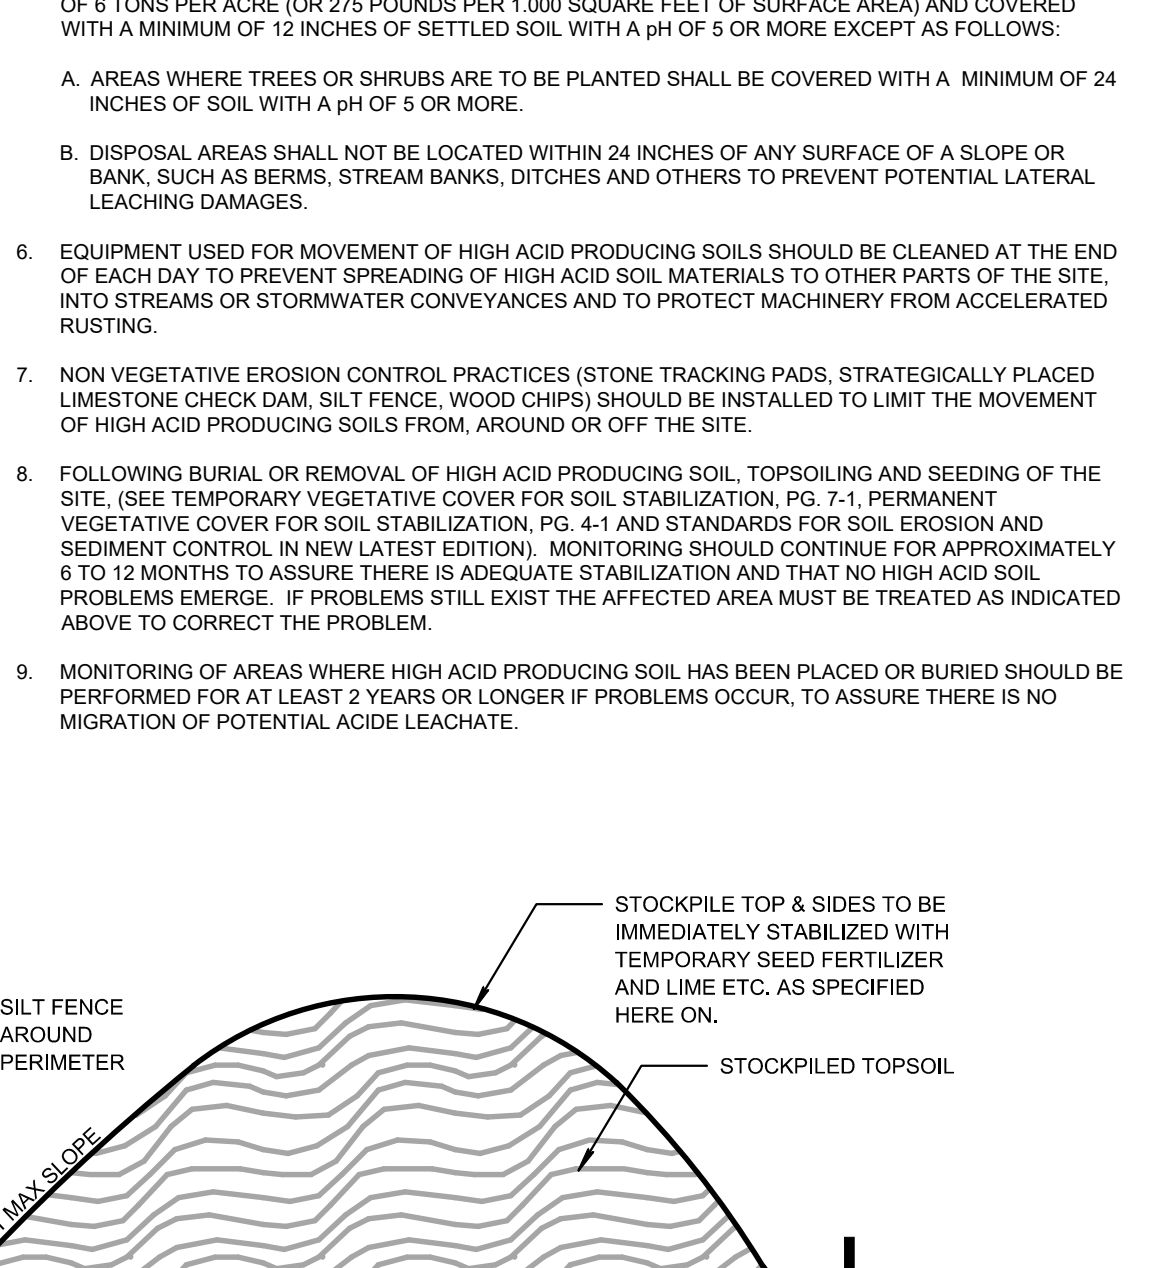 OF 6 TONS PER ACRE (OR 275 POUNDS PER 1.000 SQUARE FEET OF SURFACE AREA) AND COVERED
WITH A MINIMUM OF 12 INCHES OF SETTLED SOIL WITH A pH OF 5 OR MORE EXCEPT AS FOLLOWS:
A. AREAS WHERE TREES OR SHRUBS ARE TO BE PLANTED SHALL BE COVERED WITH A MINIMUM OF 24
INCHES OF SOIL WITH A pH OF 5 OR MORE.
B. DISPOSAL AREAS SHALL NOT BE LOCATED WITHIN 24 INCHES OF ANY SURFACE OF A SLOPE OR
BANK, SUCH AS BERMS, STREAM BANKS, DITCHES AND OTHERS TO PREVENT POTENTIAL LATERAL
LEACHING DAMAGES.
6. EQUIPMENT USED FOR MOVEMENT OF HIGH ACID PRODUCING SOILS SHOULD BE CLEANED AT THE END
OF EACH DAY TO PREVENT SPREADING OF HIGH ACID SOIL MATERIALS TO OTHER PARTS OF THE SITE,
INTO STREAMS OR STORMWATER CONVEYANCES AND TO PROTECT MACHINERY FROM ACCELERATED
RUSTING.
7. NON VEGETATIVE EROSION CONTROL PRACTICES (STONE TRACKING PADS, STRATEGICALLY PLACED
LIMESTONE CHECK DAM, SILT FENCE, WOOD CHIPS) SHOULD BE INSTALLED TO LIMIT THE MOVEMENT
OF HIGH ACID PRODUCING SOILS FROM, AROUND OR OFF THE SITE.
8. FOLLOWING BURIAL OR REMOVAL OF HIGH ACID PRODUCING SOIL, TOPSOILING AND SEEDING OF THE
SITE, (SEE TEMPORARY VEGETATIVE COVER FOR SOIL STABILIZATION, PG. 7-1, PERMANENT
VEGETATIVE COVER FOR SOIL STABILIZATION, PG. 4-1 AND STANDARDS FOR SOIL EROSION AND
SEDIMENT CONTROL IN NEW LATEST EDITION). MONITORING SHOULD CONTINUE FOR APPROXIMATELY
6 TO 12 MONTHS TO ASSURE THERE IS ADEQUATE STABILIZATION AND THAT NO HIGH ACID SOIL
PROBLEMS EMERGE. IF PROBLEMS STILL EXIST THE AFFECTED AREA MUST BE TREATED AS INDICATED
ABOVE TO CORRECT THE PROBLEM.
9. MONITORING OF AREAS WHERE HIGH ACID PRODUCING SOIL HAS BEEN PLACED OR BURIED SHOULD BE
PERFORMED FOR AT LEAST 2 YEARS OR LONGER IF PROBLEMS OCCUR, TO ASSURE THERE IS NO
MIGRATION OF POTENTIAL ACIDE LEACHATE.
STOCKPILE TOP & SIDES TO BE
IMMEDIATELY STABILIZED WITH
TEMPORARY SEED FERTILIZER
AND LIME ETC. AS SPECIFIED
HERE ON.
SILT FENCE
AROUND
PERIMETER
STOCKPILED TOPSOIL
MAX SLOPE